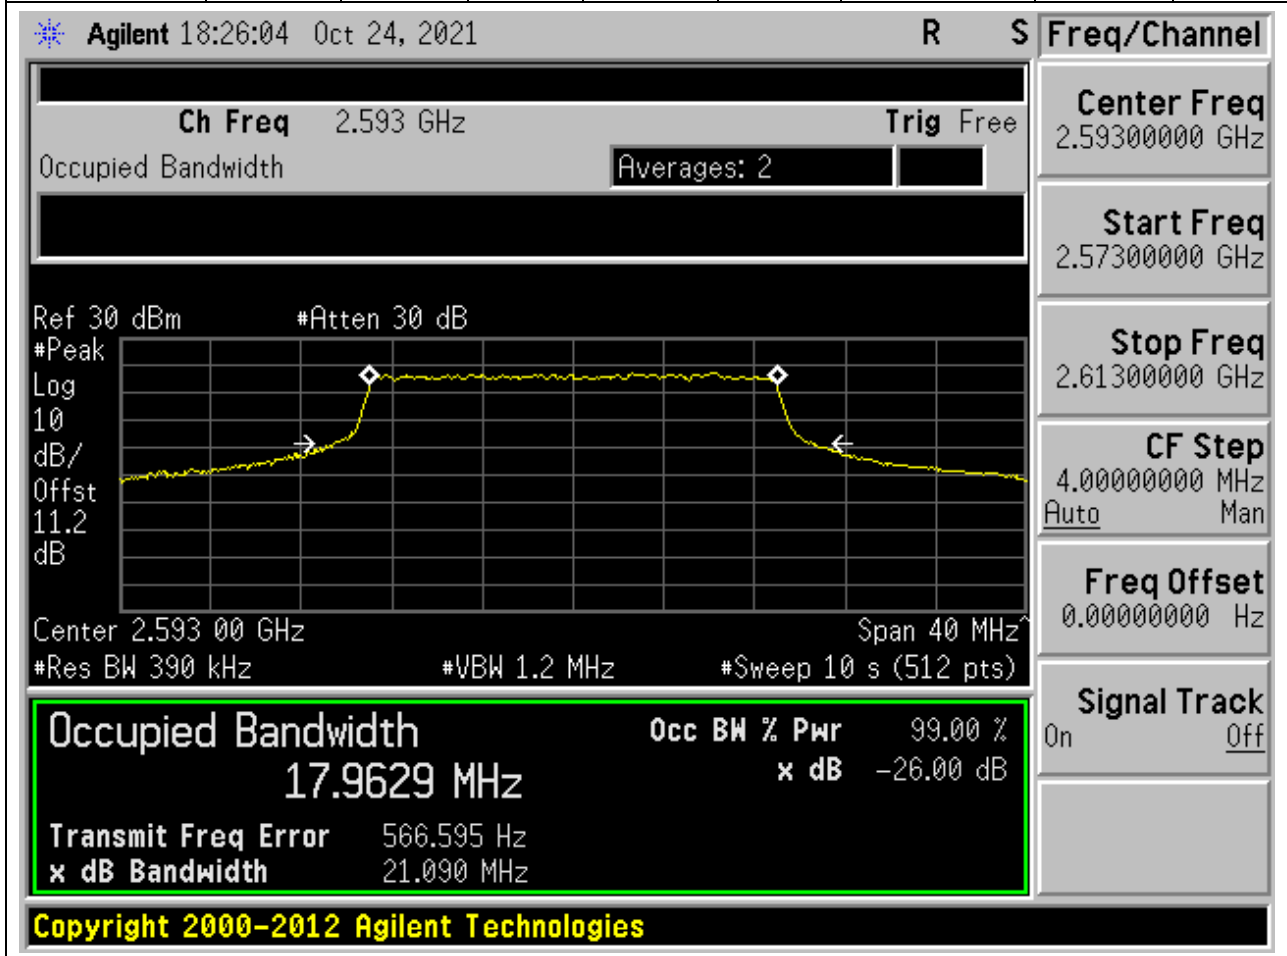 Agilent 18:26:04 Oct 24, 2021 R S Freq/Channel
Ch Freq 2.593 GHz Trig Free
Occupied Bandwidth Averages: 2
Center Freq
2.59300000 GHz
Start Freq
2.57300000 GHz
Stop Freq
2.61300000 GHz
CF Step
4.00000000 MHz
Auto Man
Freq Offset
0.00000000 Hz
Signal Track
On Off
Ref 30 dBm #Atten 30 dB
#Peak
Log
10
dB/
Offst
11.2
dB
Center 2.593 00 GHz Span 40 MHz^
#Res BW 390 kHz #VBW 1.2 MHz #Sweep 10 s (512 pts)
Occupied Bandwidth Occ BW % Pwr 99.00 %
17.9629 MHz x dB -26.00 dB
Transmit Freq Error 566.595 Hz
x dB Bandwidth 21.090 MHz
Copyright 2000-2012 Agilent Technologies